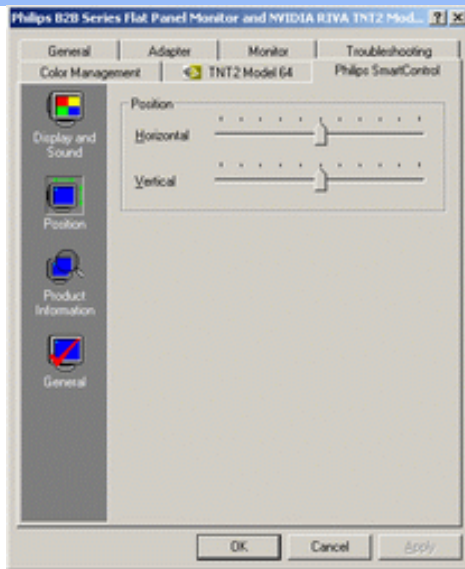 Philips B2B Series Flat Panel Monitor and NVIDIA RIVA TNT2 Mod...
General Adapter Monitor Troubleshooting
Color Management TNT2 Model 64 Philips SmartControl
Position
Horizontal
Vertical
Display and
Sound
Position
Product
Information
General
OK Cancel Apply